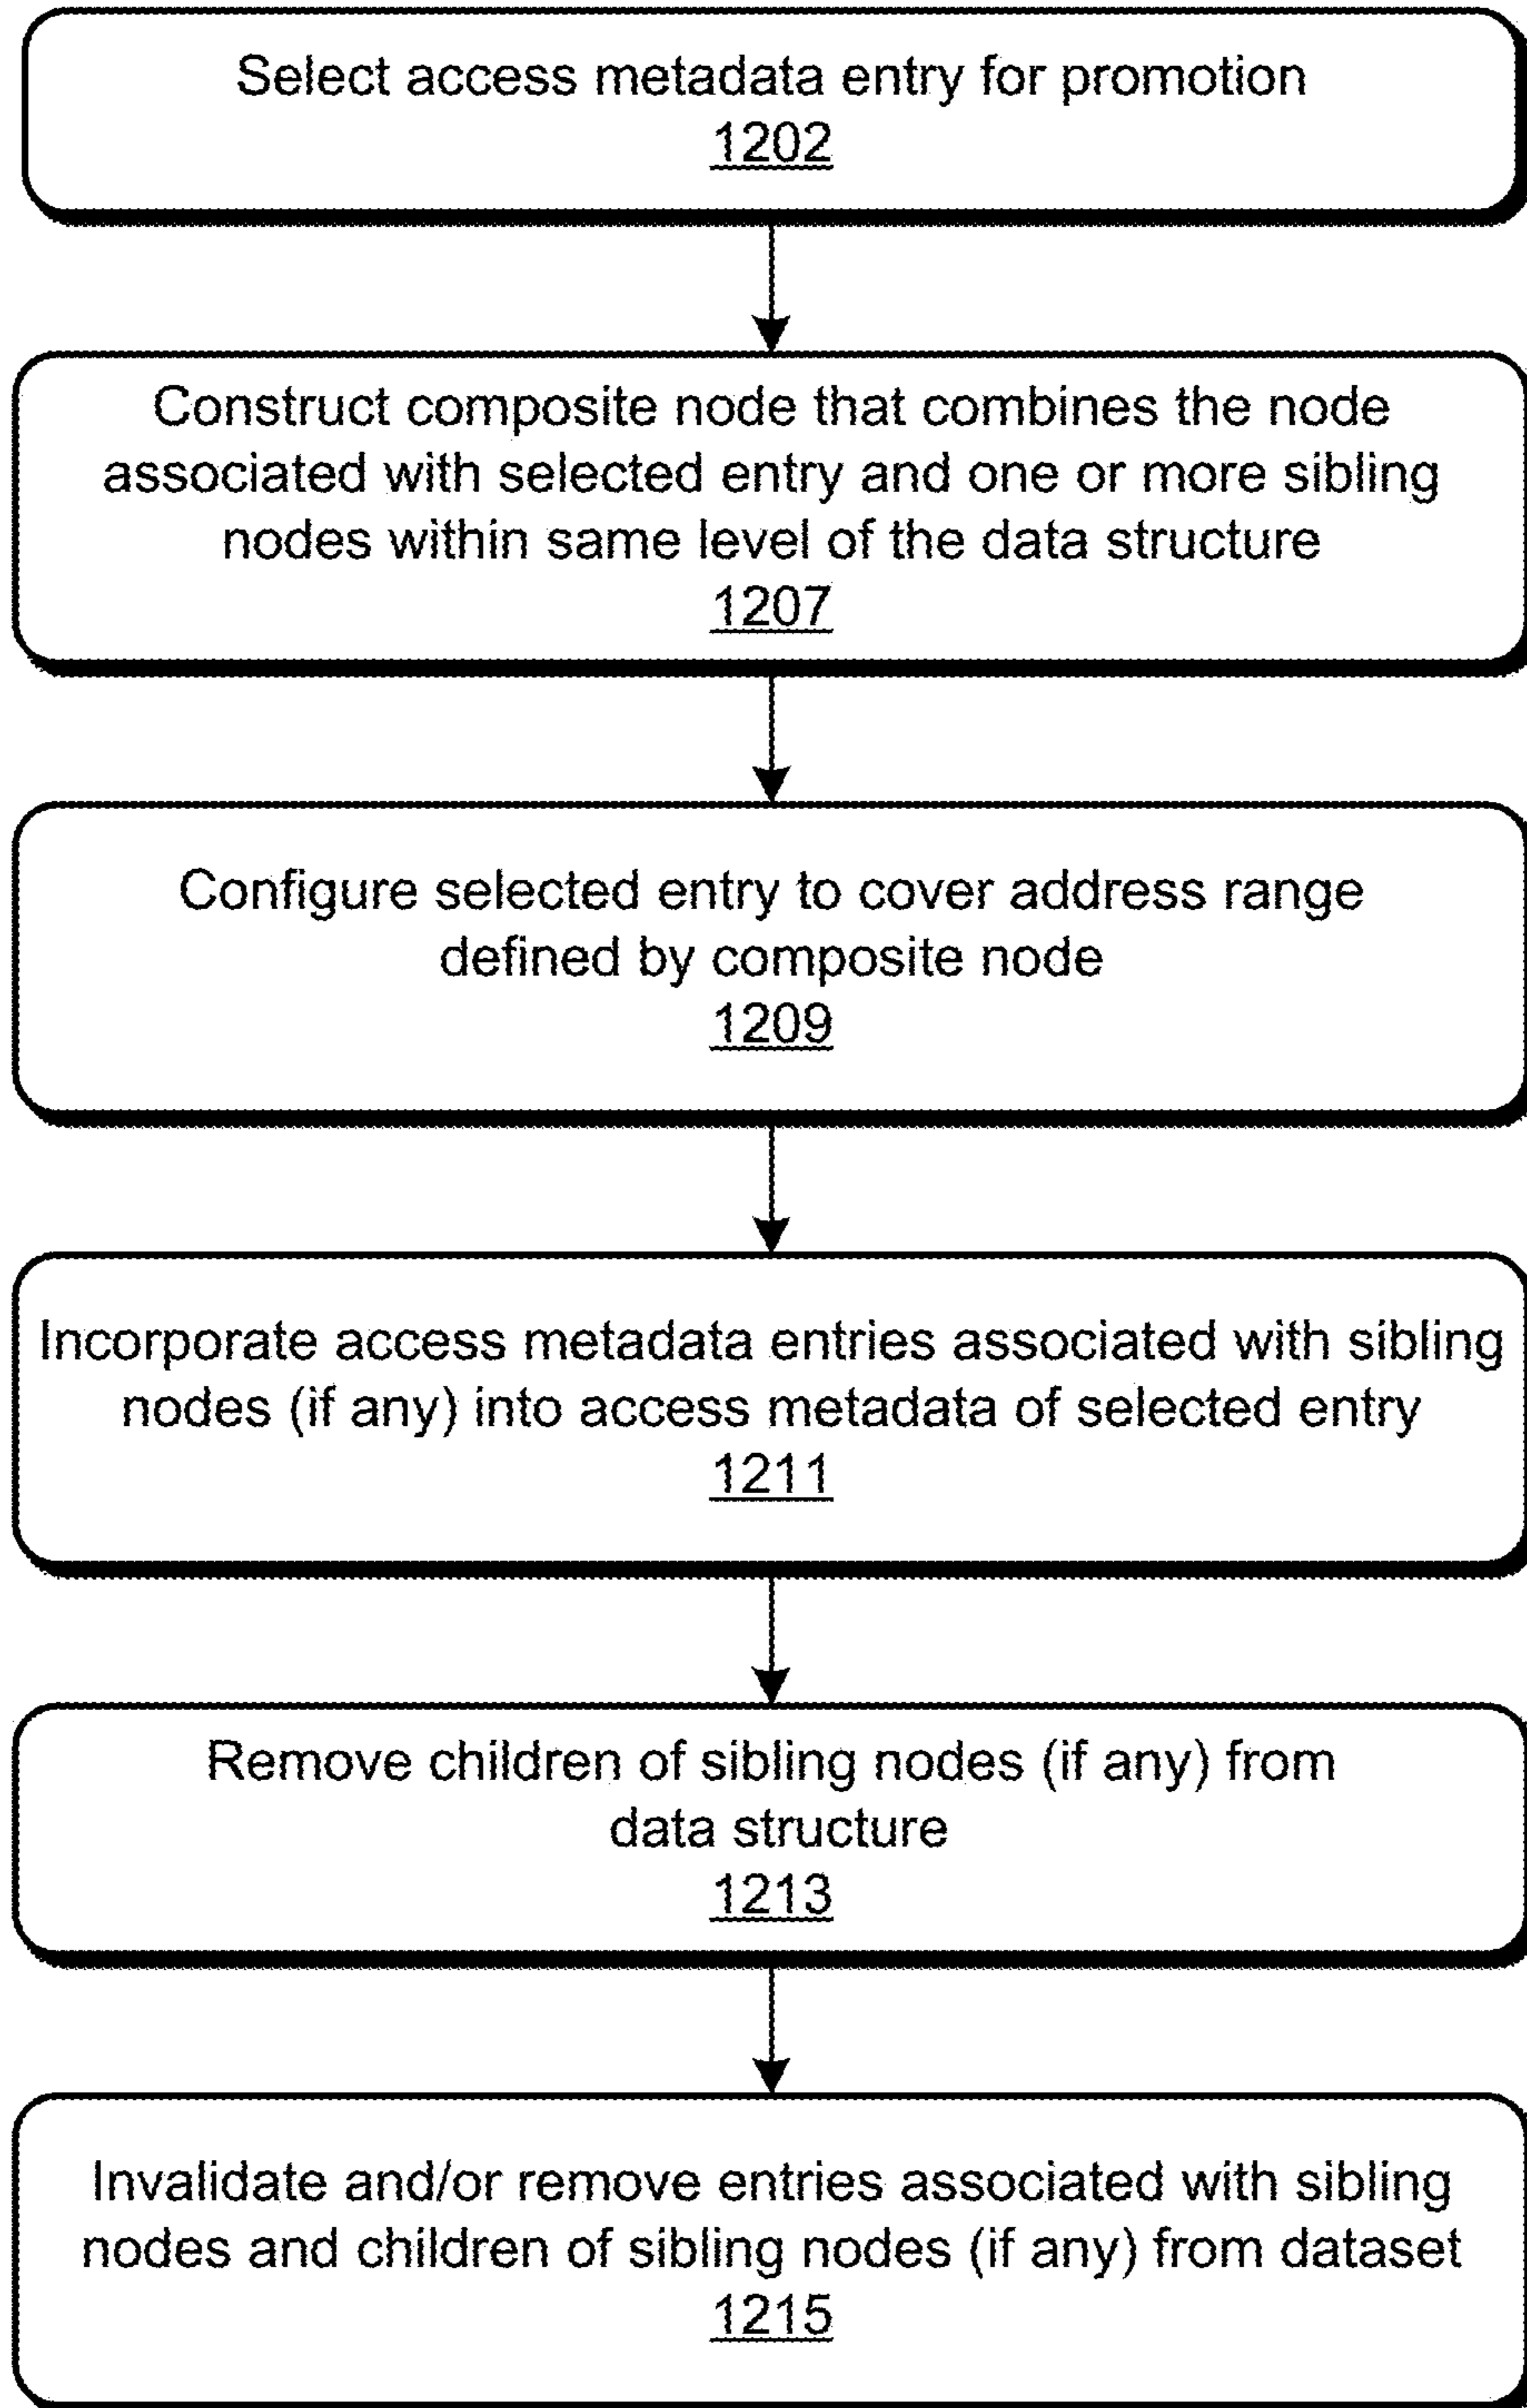 Select access metadata entry for promotion
1202
Construct composite node that combines the node
associated with selected entry and one or more sibling
nodes within same level of the data structure
1207
Configure selected entry to cover address range
defined by composite node
1209
Incorporate access metadata entries associated with sibling
nodes (if any) into access metadata of selected entry
1211
Remove children of sibling nodes (if any) from
data structure
1213
Invalidate and/or remove entries associated with sibling
nodes and children of sibling nodes (if any) from dataset
1215